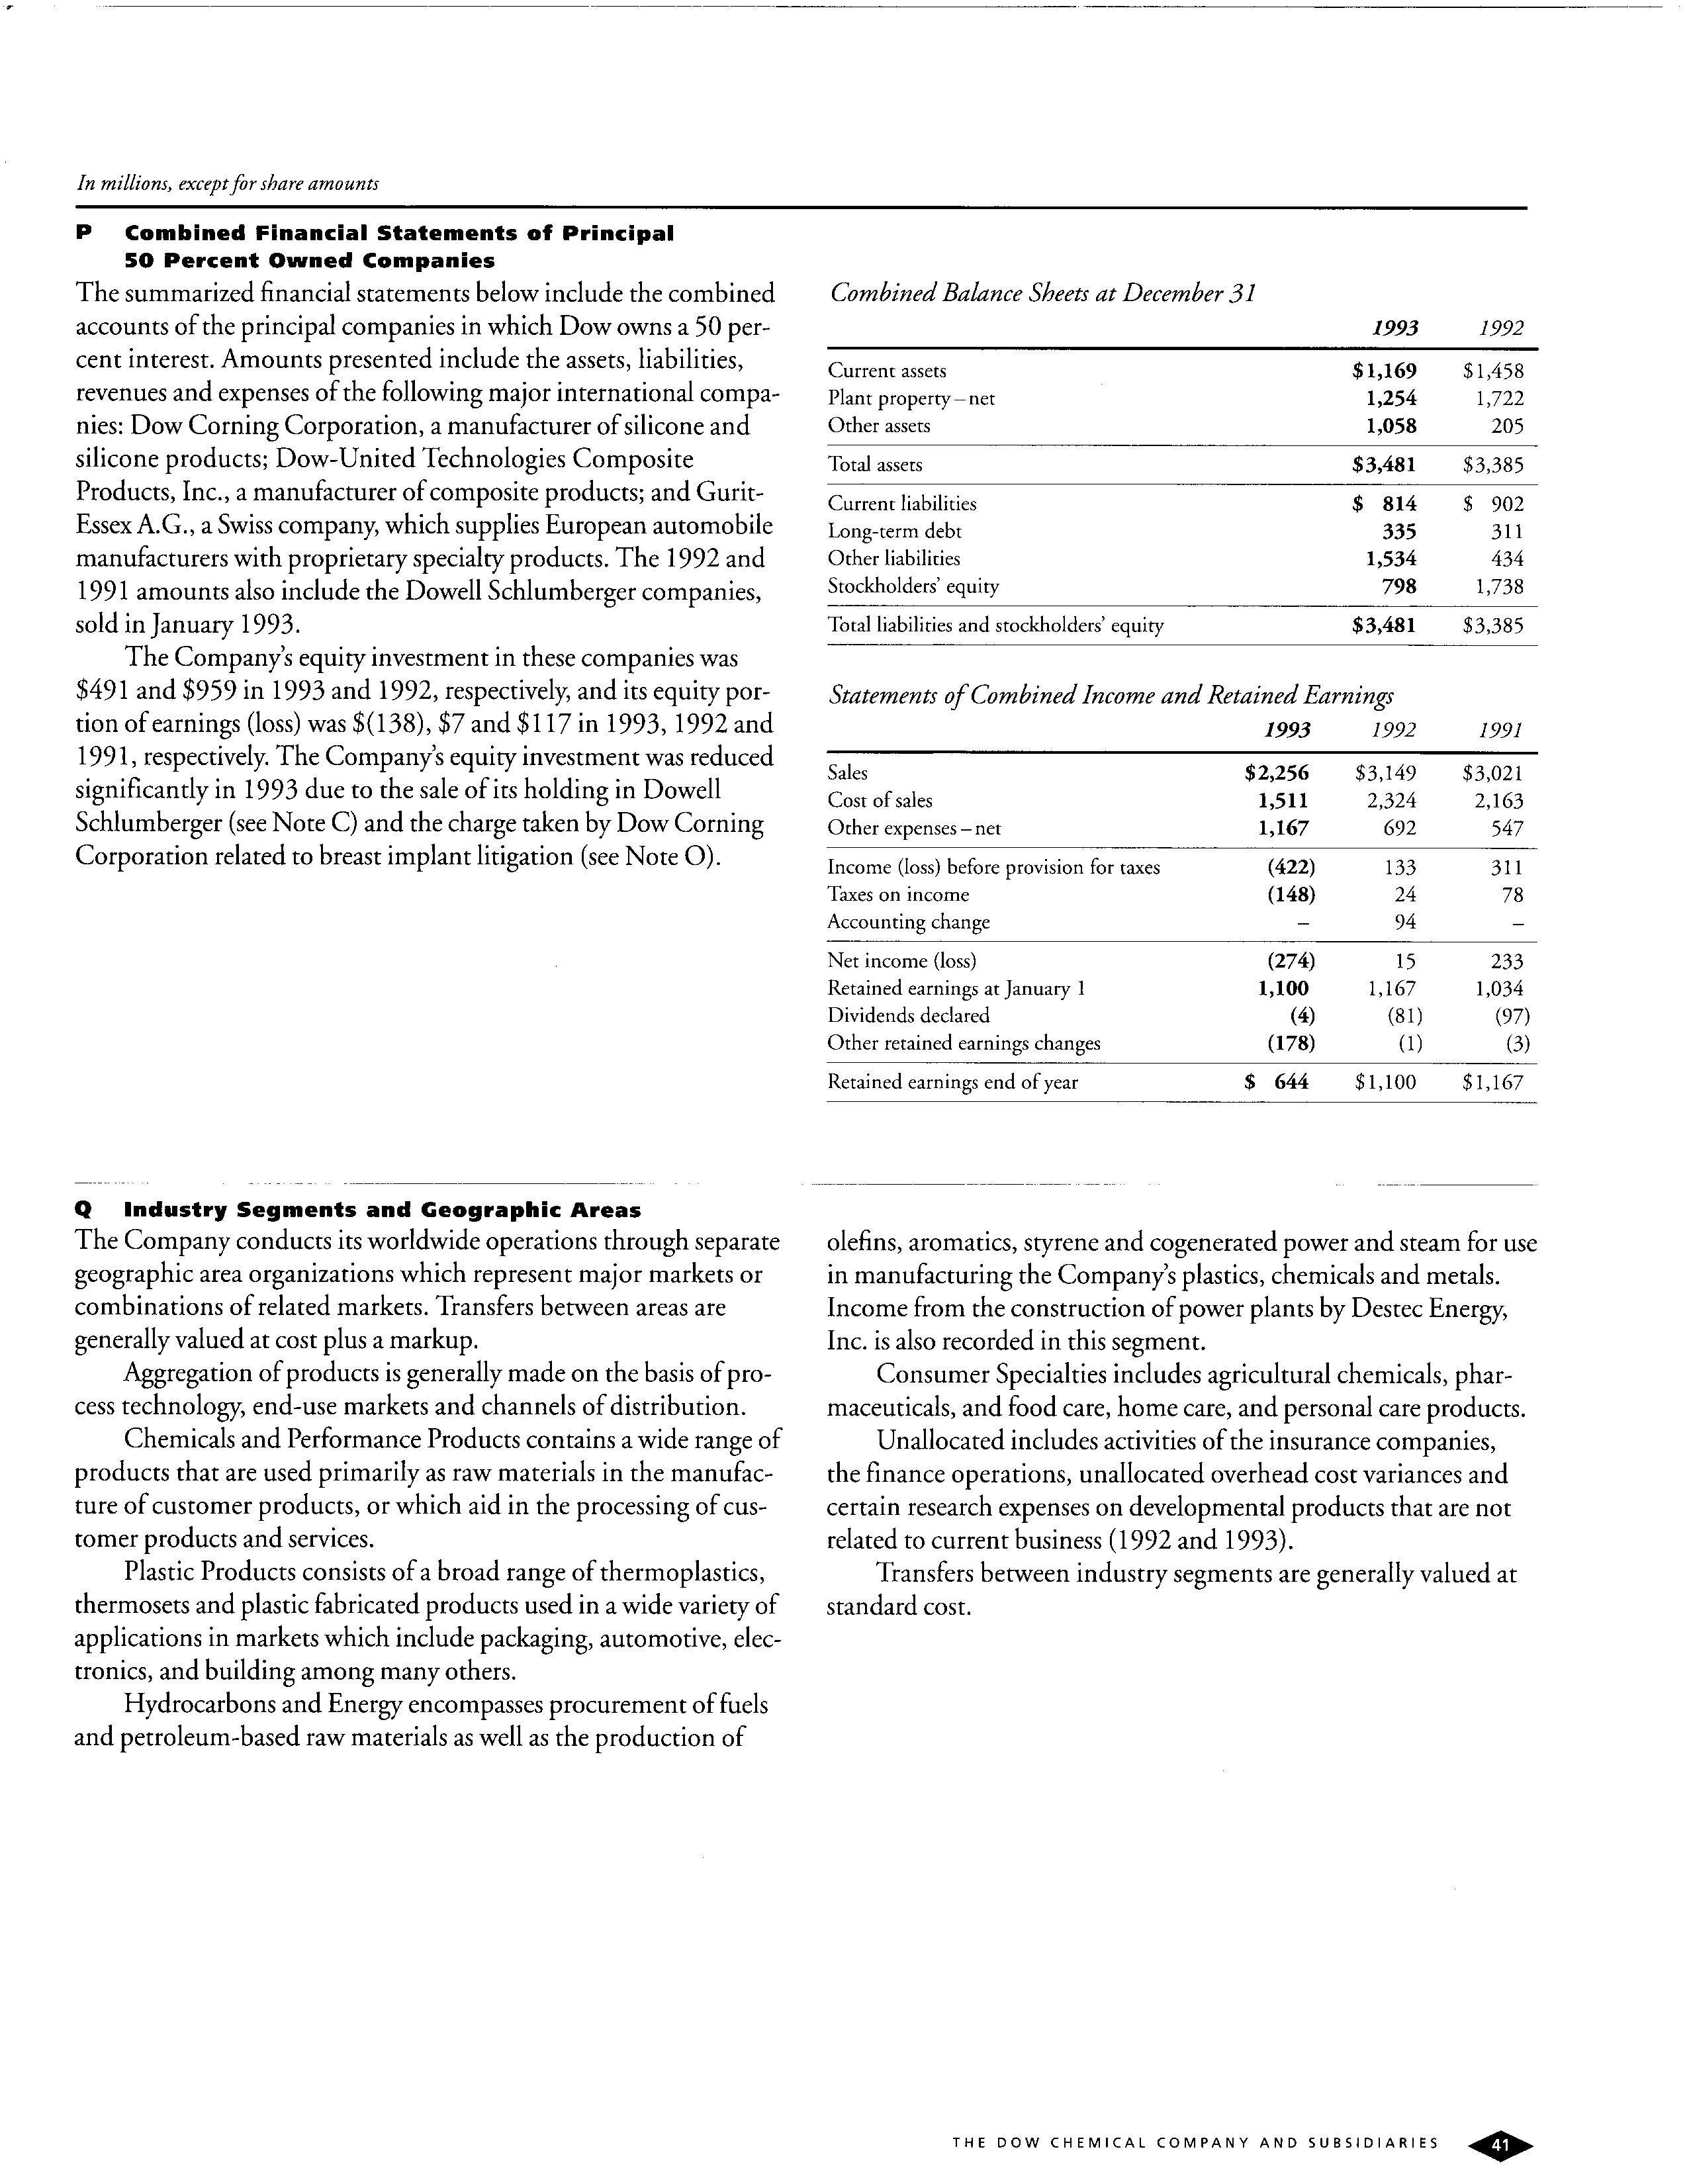 In millions, except for share amounts
P Combined Financial Statements of Principal
50 Percent Owned Companies
The summarized financial statements below include the combined
accounts of the principal companies in which Dow owns a 50 per-
cent interest. Amounts presented include the assets, liabilities,
revenues and expenses of the following major international compa-
nies: Dow Corning Corporation, a manufacturer of silicone and
silicone products; Dow-United Technologies Composite
Products, Inc., a manufacturer of composite products; and Gurit-
Essex A.G., a Swiss company, which supplies European automobile
manufacturers with proprietary specialty products. The 1992 and
1991 amounts also include the Dowell Schlumberger companies,
sold in January 1993.
The Company's equity investment in these companies was
$491 and $959 in 1993 and 1992, respectively, and its equity por-
tion of earnings (loss) was $(138), $7 and $117 in 1993, 1992 and
1991, respectively. The Company's equity investment was reduced
significantly in 1993 due to the sale of its holding in Dowell
Schlumberger (see Note C) and the charge taken by Dow Corning
Corporation related to breast implant litigation (see Note O).
Combined Balance Sheets at December 31
1993 1992
Current assets $1,169 $1,458
Plant property – net 1,254 1,722
Other assets 1,058 205
Total assets $3,481 $3,385
Current liabilities $ 814 $ 902
Long-term debt 335 311
Other liabilities 1,534 434
Stockholders' equity 798 1,738
Total liabilities and stockholders' equity $3,481 $3,385
Statements of Combined Income and Retained Earnings
1993 1992 1991
Sales $2,256 $3,149 $3,021
Cost of sales 1,511 2,324 2,163
Other expenses – net 1,167 692 547
Income (loss) before provision for taxes (422) 133 311
Taxes on income (148) 24 78
Accounting change – 94 –
Net income (loss) (274) 15 233
Retained earnings at January 1 1,100 1,167 1,034
Dividends declared (4) (81) (97)
Other retained earnings changes (178) (1) (3)
Retained earnings end of year $ 644 $1,100 $1,167
Q Industry Segments and Geographic Areas
The Company conducts its worldwide operations through separate
geographic area organizations which represent major markets or
combinations of related markets. Transfers between areas are
generally valued at cost plus a markup.
Aggregation of products is generally made on the basis of pro-
cess technology, end-use markets and channels of distribution.
Chemicals and Performance Products contains a wide range of
products that are used primarily as raw materials in the manufac-
ture of customer products, or which aid in the processing of cus-
tomer products and services.
Plastic Products consists of a broad range of thermoplastics,
thermosets and plastic fabricated products used in a wide variety of
applications in markets which include packaging, automotive, elec-
tronics, and building among many others.
Hydrocarbons and Energy encompasses procurement of fuels
and petroleum-based raw materials as well as the production of
olefins, aromatics, styrene and cogenerated power and steam for use
in manufacturing the Company's plastics, chemicals and metals.
Income from the construction of power plants by Destec Energy,
Inc. is also recorded in this segment.
Consumer Specialties includes agricultural chemicals, phar-
maceuticals, and food care, home care, and personal care products.
Unallocated includes activities of the insurance companies,
the finance operations, unallocated overhead cost variances and
certain research expenses on developmental products that are not
related to current business (1992 and 1993).
Transfers between industry segments are generally valued at
standard cost.
THE DOW CHEMICAL COMPANY AND SUBSIDIARIES 41